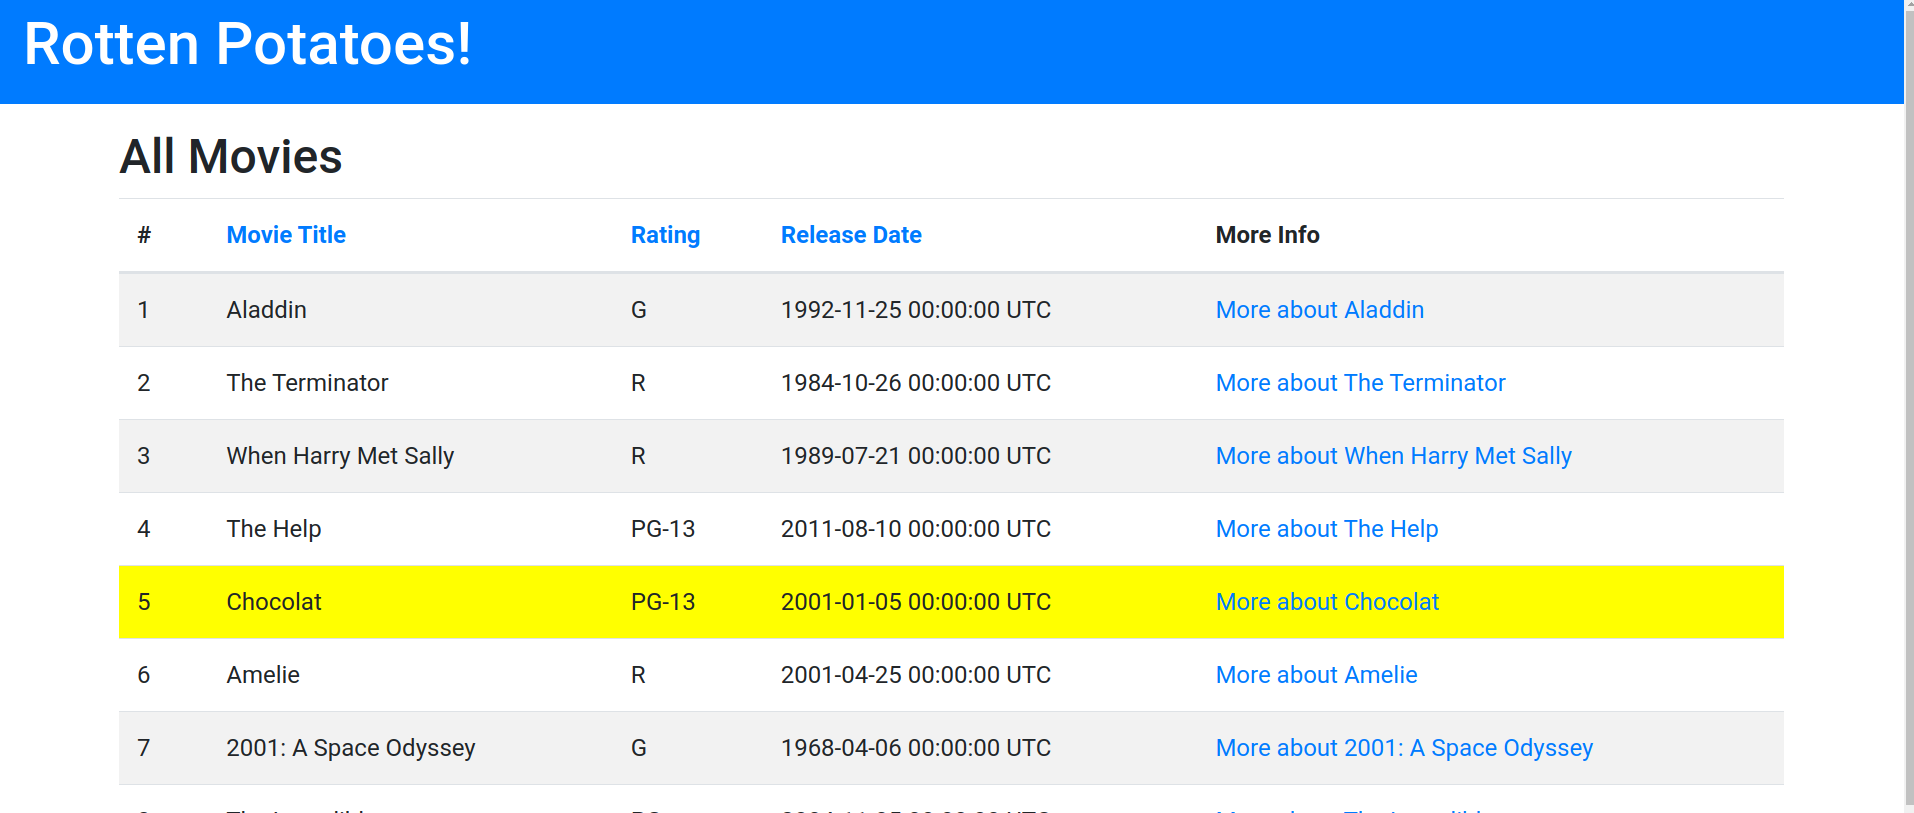 Rotten Potatoes!
All Movies
# Movie Title Rating Release Date More Info
1 Aladdin G 1992-11-25 00:00:00 UTC More about Aladdin
2 The Terminator R 1984-10-26 00:00:00 UTC More about The Terminator
3 When Harry Met Sally R 1989-07-21 00:00:00 UTC More about When Harry Met Sally
4 The Help PG-13 2011-08-10 00:00:00 UTC More about The Help
5 Chocolat PG-13 2001-01-05 00:00:00 UTC More about Chocolat
6 Amelie R 2001-04-25 00:00:00 UTC More about Amelie
7 2001: A Space Odyssey G 1968-04-06 00:00:00 UTC More about 2001: A Space Odyssey